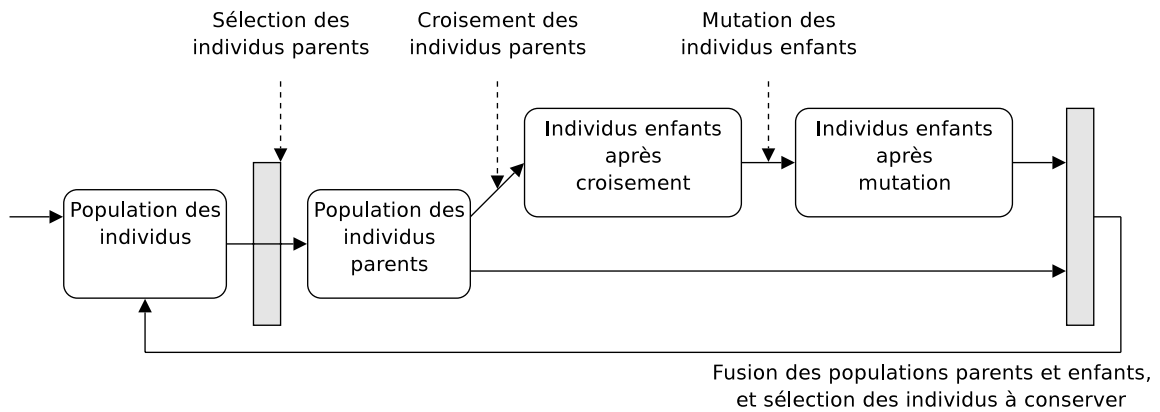 Sélection des
individus parents
Croisement des
individus parents
Mutation des
individus enfants
Individus enfants
après
croisement
Individus enfants
après
mutation
Population des
individus
Population des
individus
parents
Fusion des populations parents et enfants,
et sélection des individus à conserver